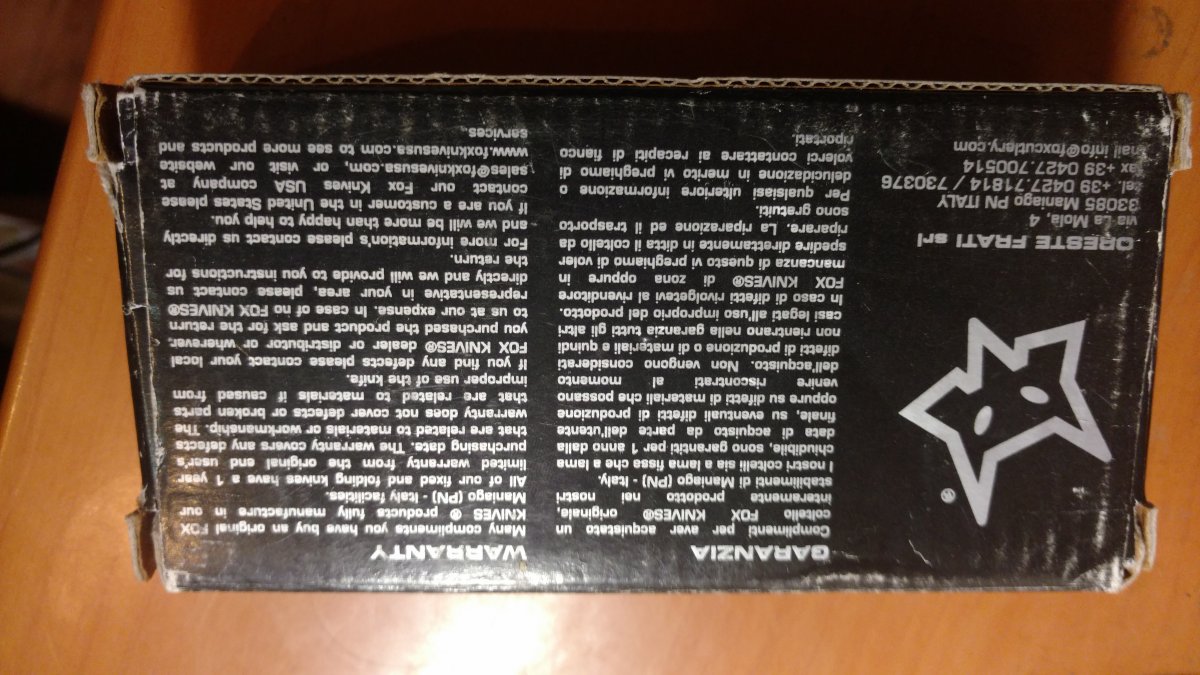 ®
ORESTE FRATI srl
via La Mola, 4
33085 Maniago PN ITALY
tel. +39 0427.71814 / 730376
fax +39 0427.700514
info@foxcutlery.com
GARANZIA
Complimenti per aver acquistato un
coltello FOX KNIVES® originale,
interamente prodotto nei nostri
stabilimenti di Maniago (PN) - Italy.
I nostri coltelli sia a lama fissa che a lama
chiudibile, sono garantiti per 1 anno dalla
data di acquisto da parte dell'utente
finale, su eventuali difetti di produzione
oppure su difetti di materiali che possano
venire riscontrati al momento
dell'acquisto. Non vengono considerati
difetti di produzione o di materiali e quindi
non rientrano nella garanzia tutti gli altri
casi legati all'uso improprio del prodotto.
In caso di difetti rivolgetevi al rivenditore
FOX KNIVES® di zona oppure in
mancanza di questo vi preghiamo di voler
spedire direttamente in ditta il coltello da
riparare. La riparazione ed il trasporto
sono gratuiti.
Per qualsiasi ulteriore informazione o
delucidazione in merito vi preghiamo di
volerci contattare ai recapiti di fianco
riportati.
WARRANTY
Many compliments you have buy an original FOX
KNIVES ® products fully manufacture in our
Maniago (PN) - Italy facilities.
All of our fixed and folding knives have a 1 year
limited warranty from the original and user's
purchasing date. The warranty covers any defects
that are related to materials or workmanship. The
warranty does not cover defects or broken parts
that are related to materials if caused from
improper use of the knife.
If you find any defects please contact your local
FOX KNIVES® dealer or distributor or wherever,
you purchased the product and ask for the return
to us at our expense. In case of no FOX KNIVES®
representative in your area, please contact us
directly and we will provide to you instructions for
the return.
For more information's please contact us directly
and we will be more than happy to help you.
If you are a customer in the United States please
contact our Fox Knives USA company at
sales@foxknivesusa.com, or visit our website
www.foxknivesusa.com to see more products and
services.